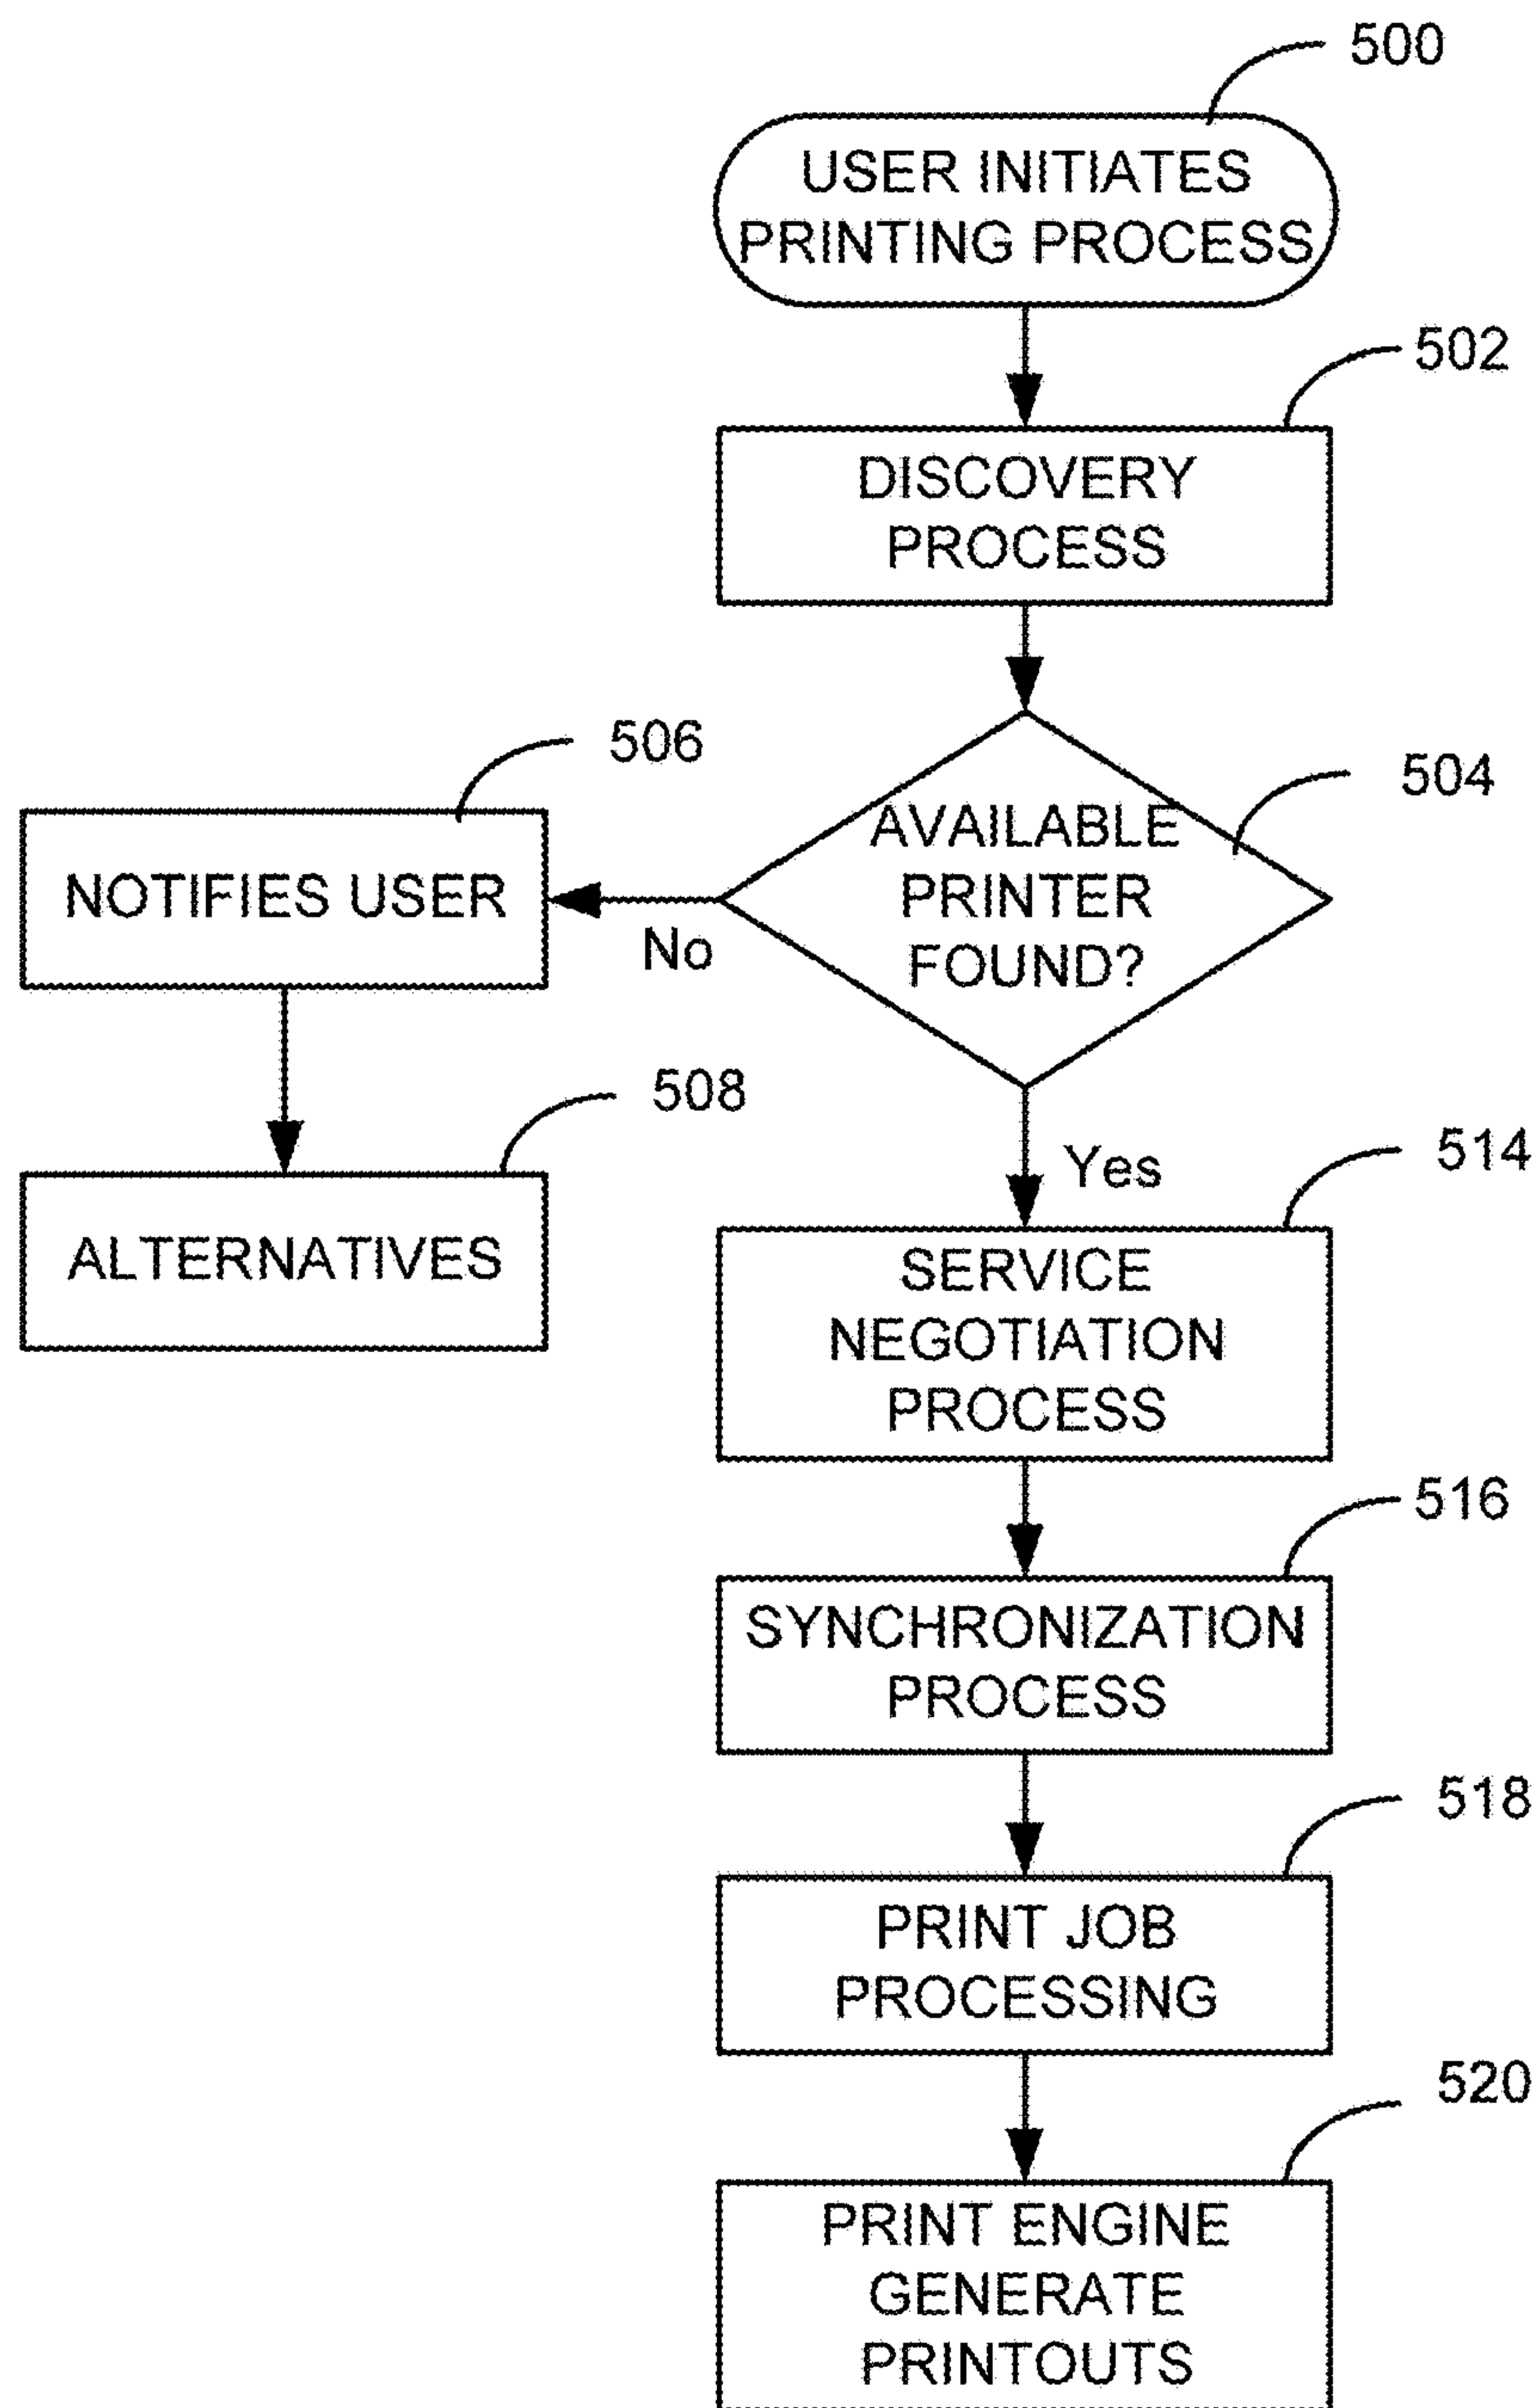 500
USER INITIATES
PRINTING PROCESS
502
DISCOVERY
PROCESS
504
AVAILABLE
PRINTER
FOUND?
506
NOTIFIES USER
No
508
ALTERNATIVES
Yes
514
SERVICE
NEGOTIATION
PROCESS
516
SYNCHRONIZATION
PROCESS
518
PRINT JOB
PROCESSING
520
PRINT ENGINE
GENERATE
PRINTOUTS